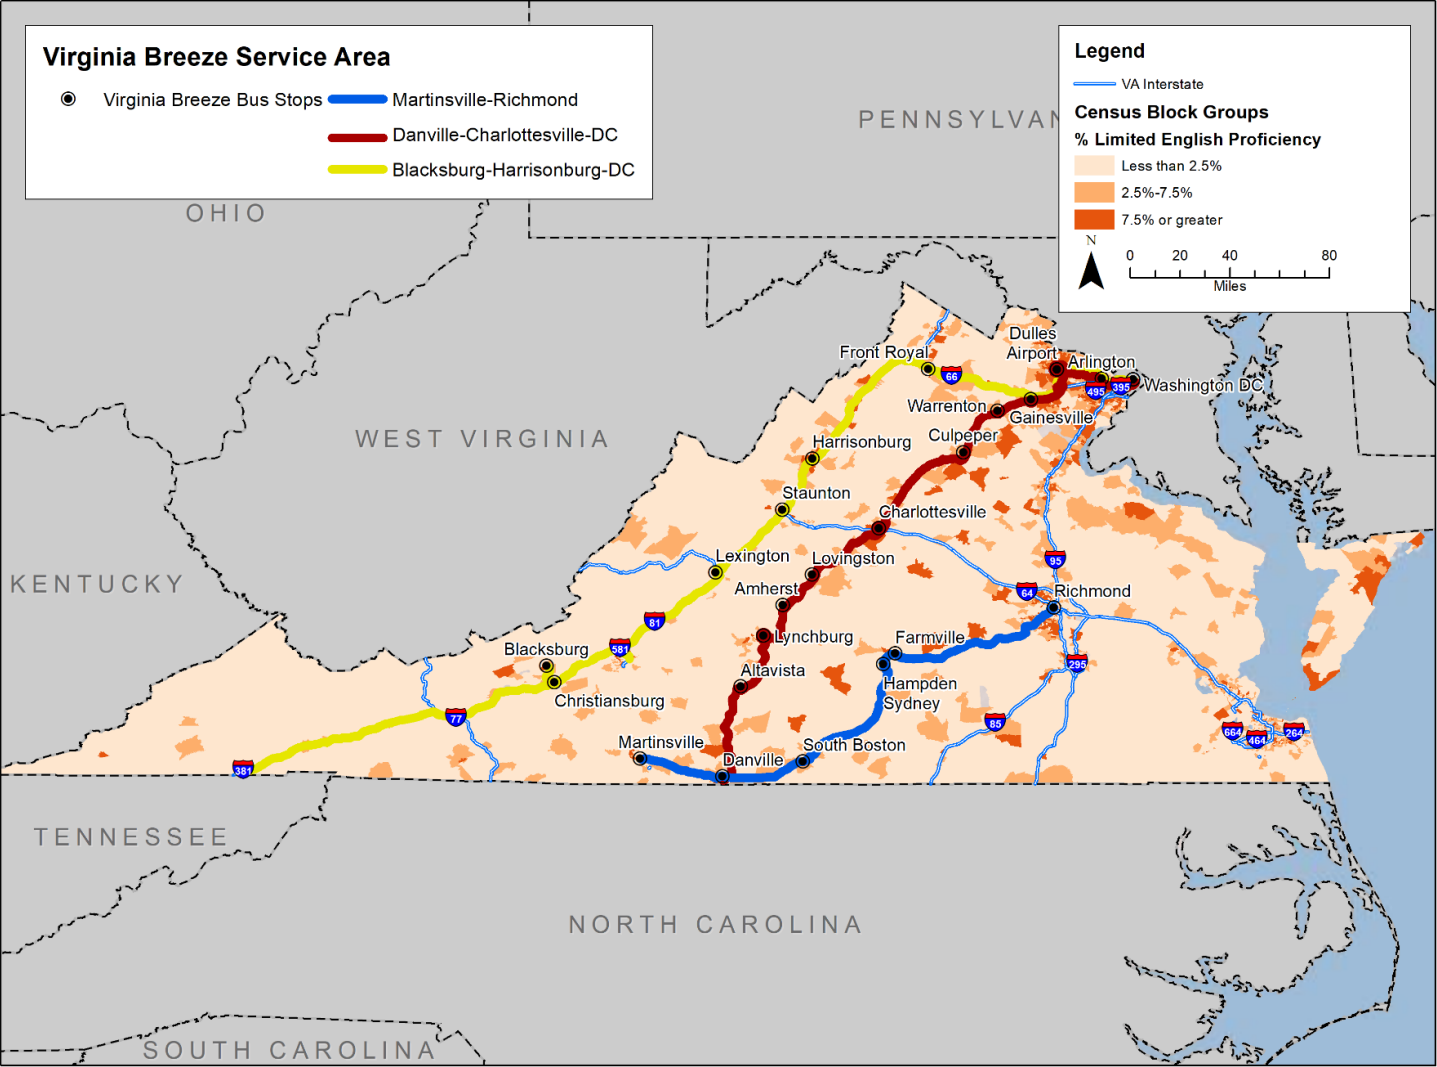 Virginia Breeze Service Area
Virginia Breeze Bus Stops
Martinsville-Richmond
Danville-Charlottesville-DC
Blacksburg-Harrisonburg-DC
Legend
VA Interstate
Census Block Groups
% Limited English Proficiency
Less than 2.5%
2.5%-7.5%
7.5% or greater
N
0 20 40 80
Miles
PENNSYLVAN
OHIO
WEST VIRGINIA
KENTUCKY
TENNESSEE
NORTH CAROLINA
SOUTH CAROLINA
Dulles
Airport
Arlington
Front Royal
66
495
395
Washington DC
Warrenton
Gainesville
Culpeper
Harrisonburg
Staunton
Charlottesville
Lexington
Lovingston
95
Amherst
64
Richmond
81
Lynchburg
Farmville
581
Blacksburg
295
Altavista
Hampden
Sydney
Christiansburg
77
85
664
464
264
Martinsville
South Boston
Danville
381